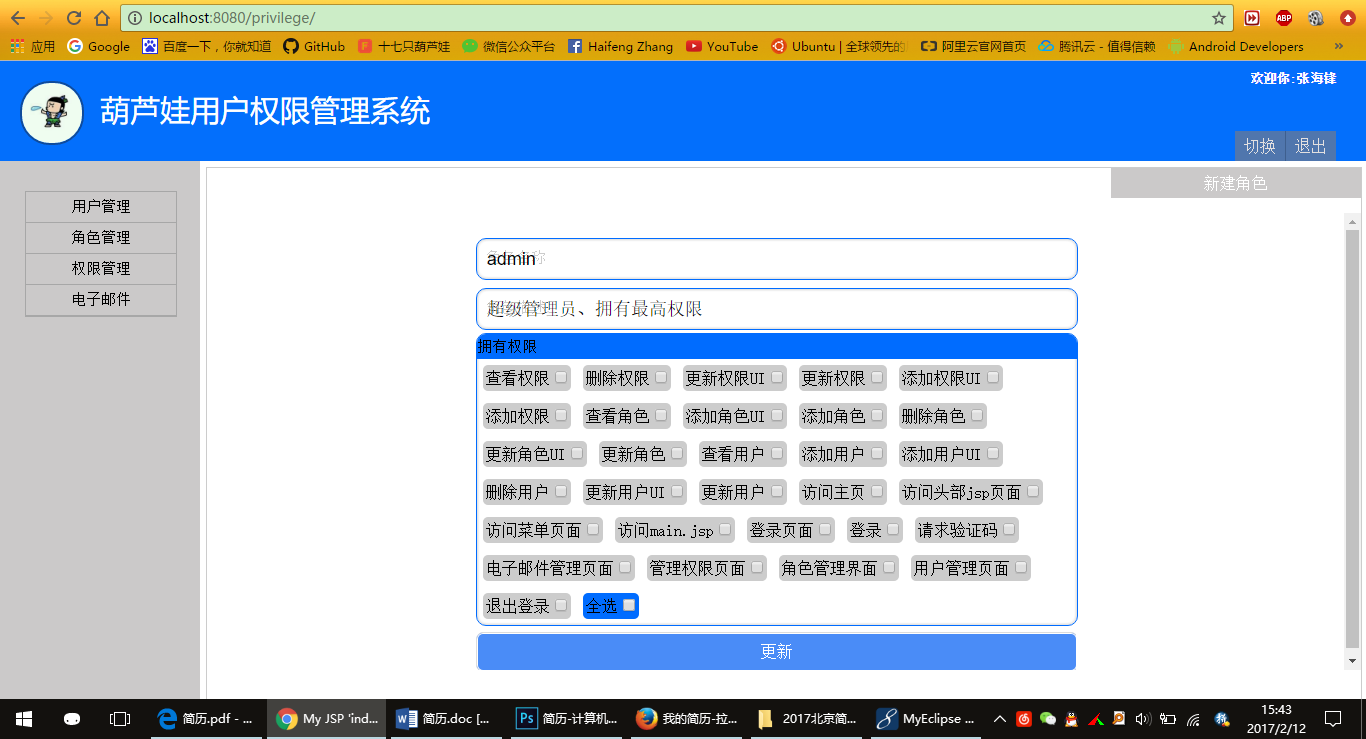 localhost:8080/privilege/
应用 Google 百度一下，你就知道 GitHub 十七只葫芦娃 微信公众平台 Haifeng Zhang YouTube Ubuntu | 全球领先的 阿里云官网首页 腾讯云 - 值得信赖 Android Developers »
欢迎你:张海锋
葫芦娃用户权限管理系统
切换 退出
新建角色
用户管理
角色管理
权限管理
电子邮件
admin
超级管理员、拥有最高权限
拥有权限
查看权限 删除权限 更新权限UI 更新权限 添加权限UI
添加权限 查看角色 添加角色UI 添加角色 删除角色
更新角色UI 更新角色 查看用户 添加用户 添加用户UI
删除用户 更新用户UI 更新用户 访问主页 访问头部jsp页面
访问菜单页面 访问main.jsp 登录页面 登录 请求验证码
电子邮件管理页面 管理权限页面 角色管理界面 用户管理页面
退出登录 全选
更新
简历.pdf - ... My JSP 'ind... 简历.doc [... 简历-计算机... 我的简历-拉... 2017北京简... MyEclipse ... 15:43
2017/2/12